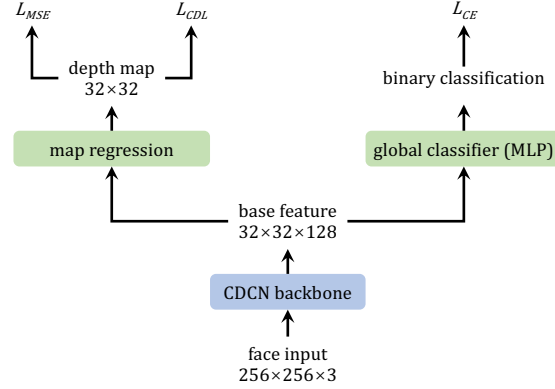 L_MSE
L_CDL
L_CE
depth map
32×32
binary classification
map regression
global classifier (MLP)
base feature
32×32×128
CDCN backbone
face input
256×256×3